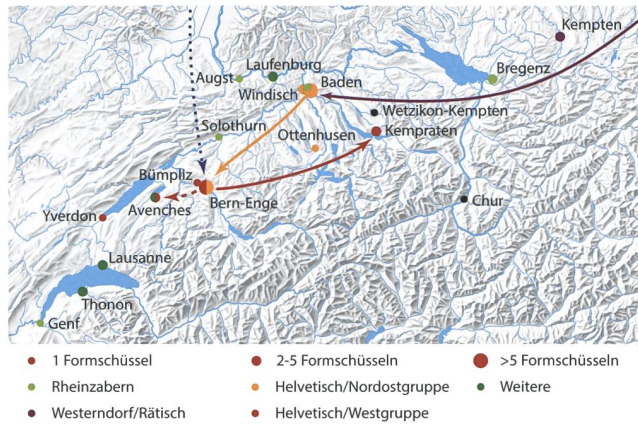 Kempten
Laufenburg
Augst
Baden
Bregenz
Windisch
Wetzikon-Kempten
Solothurn
Ottenhusen
Kempraten
Bümpliz
Chur
Avenches
Bern-Enge
Yverdon
Lausanne
Thonon
Genf
1 Formschüssel
2-5 Formschüsseln
>5 Formschüsseln
Rheinzabern
Helvetisch/Nordostgruppe
Weitere
Westerndorf/Rätisch
Helvetisch/Westgruppe